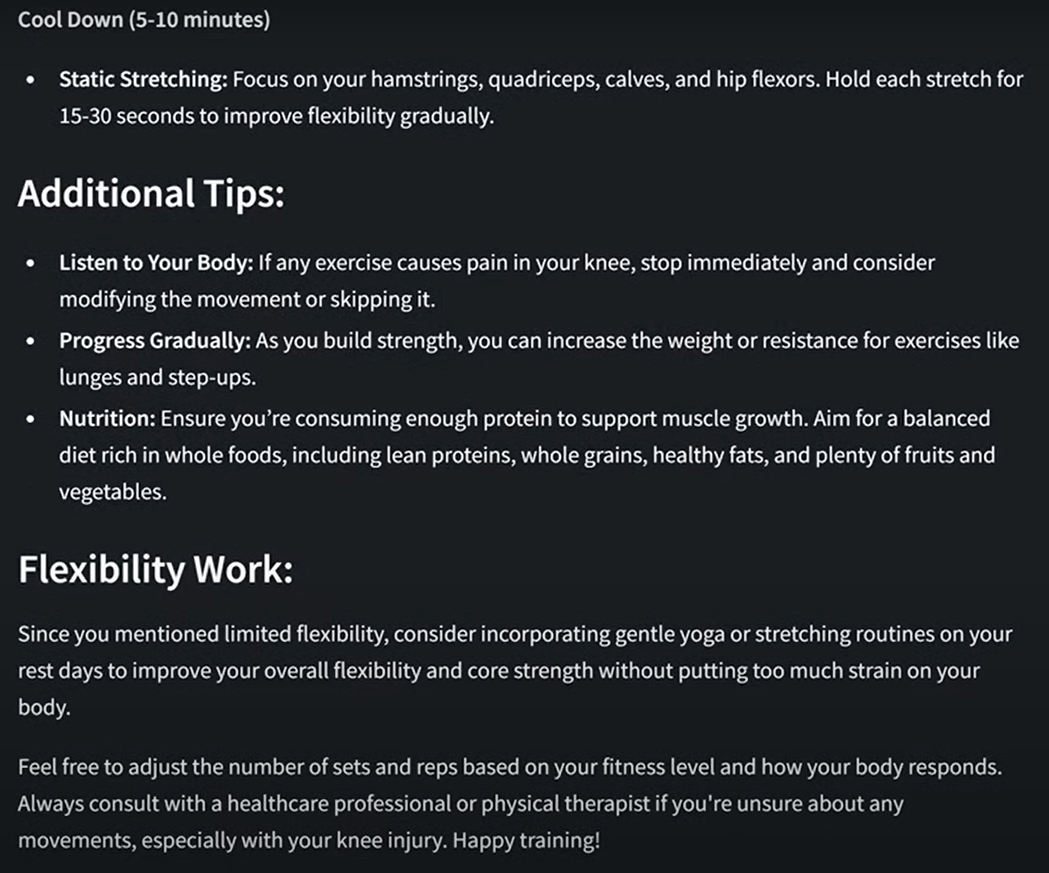 Cool Down (5-10 minutes)
• Static Stretching: Focus on your hamstrings, quadriceps, calves, and hip flexors. Hold each stretch for
15-30 seconds to improve flexibility gradually.
Additional Tips:
• Listen to Your Body: If any exercise causes pain in your knee, stop immediately and consider
modifying the movement or skipping it.
• Progress Gradually: As you build strength, you can increase the weight or resistance for exercises like
lunges and step-ups.
• Nutrition: Ensure you’re consuming enough protein to support muscle growth. Aim for a balanced
diet rich in whole foods, including lean proteins, whole grains, healthy fats, and plenty of fruits and
vegetables.
Flexibility Work:
Since you mentioned limited flexibility, consider incorporating gentle yoga or stretching routines on your
rest days to improve your overall flexibility and core strength without putting too much strain on your
body.
Feel free to adjust the number of sets and reps based on your fitness level and how your body responds.
Always consult with a healthcare professional or physical therapist if you're unsure about any
movements, especially with your knee injury. Happy training!